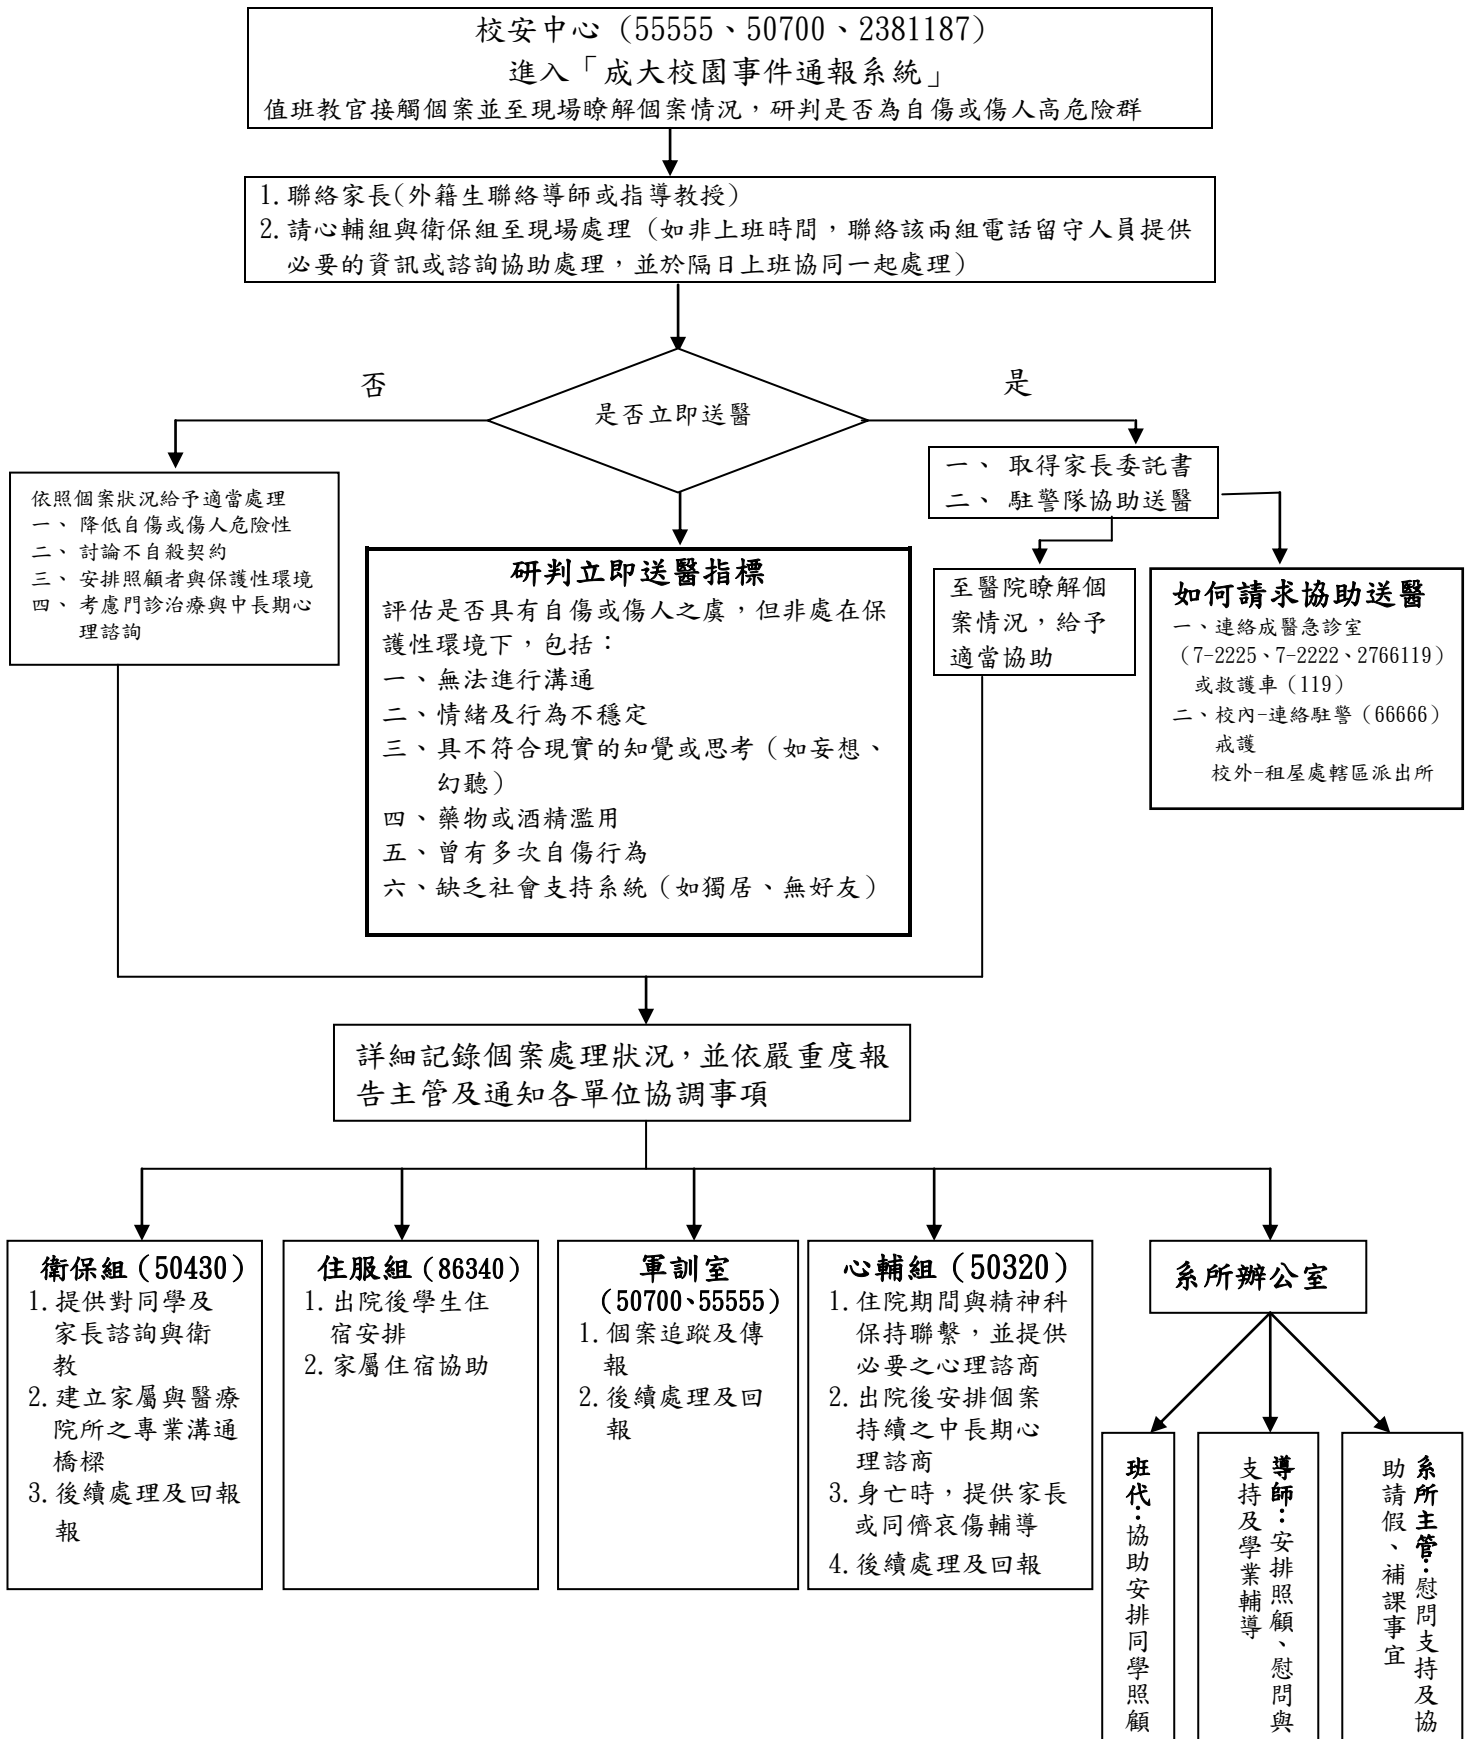 校安中心（55555、50700、2381187）
進入「成大校園事件通報系統」
值班教官接觸個案並至現場瞭解個案情況，研判是否為自傷或傷人高危險群
1.聯絡家長(外籍生聯絡導師或指導教授)
2.請心輔組與衛保組至現場處理（如非上班時間，聯絡該兩組電話留守人員提供
必要的資訊或諮詢協助處理，並於隔日上班協同一起處理)
否
是
是否立即送醫
依照個案狀況給予適當處理
一、 降低自傷或傷人危險性
二、 討論不自殺契約
三、 安排照顧者與保護性環境
四、 考慮門診治療與中長期心
理諮詢
一、 取得家長委託書
二、 駐警隊協助送醫
研判立即送醫指標
評估是否具有自傷或傷人之虞，但非處在保
護性環境下，包括：
一、無法進行溝通
二、情緒及行為不穩定
三、具不符合現實的知覺或思考（如妄想、
幻聽）
四、藥物或酒精濫用
五、曾有多次自傷行為
六、缺乏社會支持系統（如獨居、無好友）
至醫院瞭解個
案情況，給予
適當協助
如何請求協助送醫
一、連絡成醫急診室
（7-2225、7-2222、2766119）
或救護車（119）
二、校內-連絡駐警（66666）
戒護
校外-租屋處轄區派出所
詳細記錄個案處理狀況，並依嚴重度報
告主管及通知各單位協調事項
衛保組（50430）
1.提供對同學及
家長諮詢與衛
教
2.建立家屬與醫療
院所之專業溝通
橋樑
3.後續處理及回報
報
住服組（86340）
1.出院後學生住
宿安排
2.家屬住宿協助
軍訓室
（50700、55555）
1.個案追蹤及傳
報
2.後續處理及回
報
心輔組（50320）
1.住院期間與精神科
保持聯繫，並提供
必要之心理諮商
2.出院後安排個案
持續之中長期心
理諮商
3.身亡時，提供家長
或同儕哀傷輔導
4.後續處理及回報
系所辦公室
班代：協助安排同學照顧
導師：安排照顧、慰問與
支持及學業輔導
系所主管：慰問支持及協
助請假、補課事宜